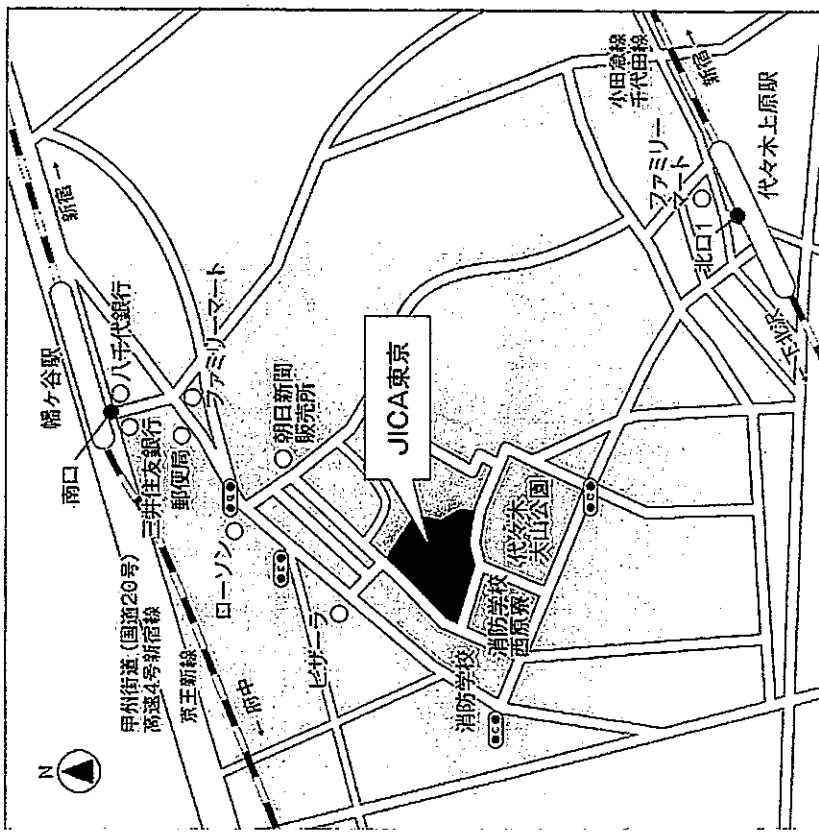 N
甲州街道(国道20号)
高速4号新宿線
京王新線
← 府中
新宿 →
幡ヶ谷駅
南口
八千代銀行
三井住友銀行
郵便局
ファミリーマート
ローソン
朝日新聞
販売所
ピザーラ
JICA東京
消防学校
消防学校
西原寮
代々木
大山公園
小田急線
千代田線
新宿 →
ファミリー
マート
北口1
代々木上原駅
下北沢